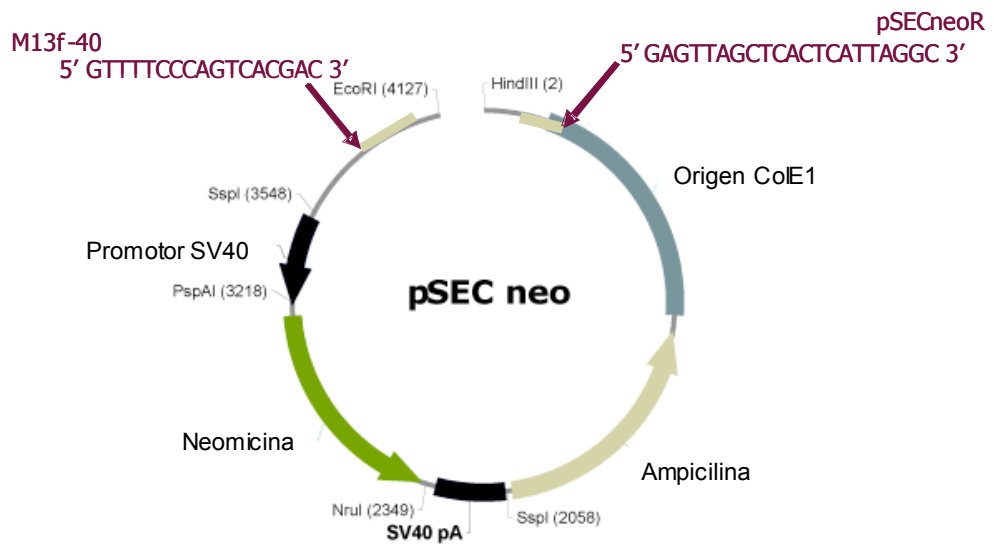 M13f-40
5’ GTTTTCCCAGTCACGAC 3’
pSECneoR
5’ GAGTTAGCTCACTCATTAGGC 3’
EcoRI (4127)
HindIII (2)
SspI (3548)
Origen ColE1
Promotor SV40
PspAI (3218)
pSEC neo
Neomicina
Ampicilina
NruI (2349)
SspI (2058)
SV40 pA